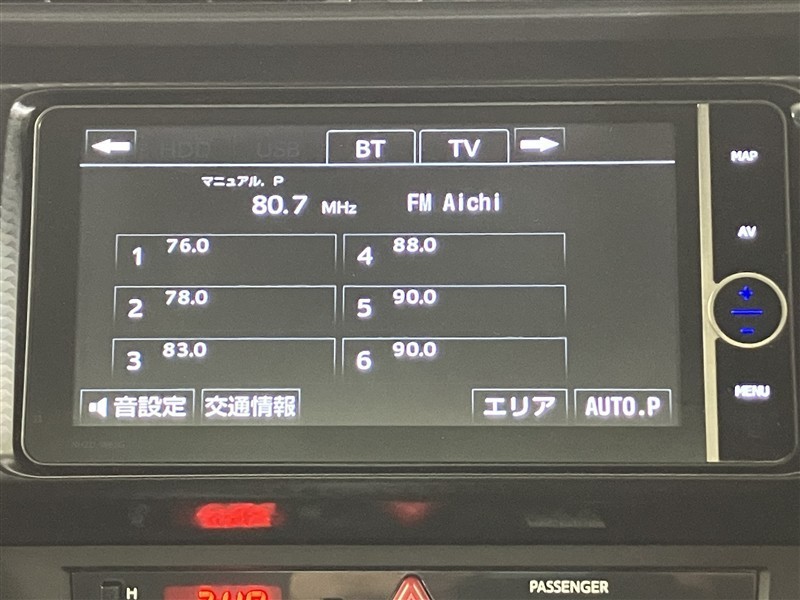 HDD USB BT TV
マニュアル. P
80.7 MHz FM Aichi
1 76.0 4 88.0
2 78.0 5 90.0
3 83.0 6 90.0
音設定 交通情報 エリア AUTO.P
MAP
AV
+
-
MENU
H
PASSENGER